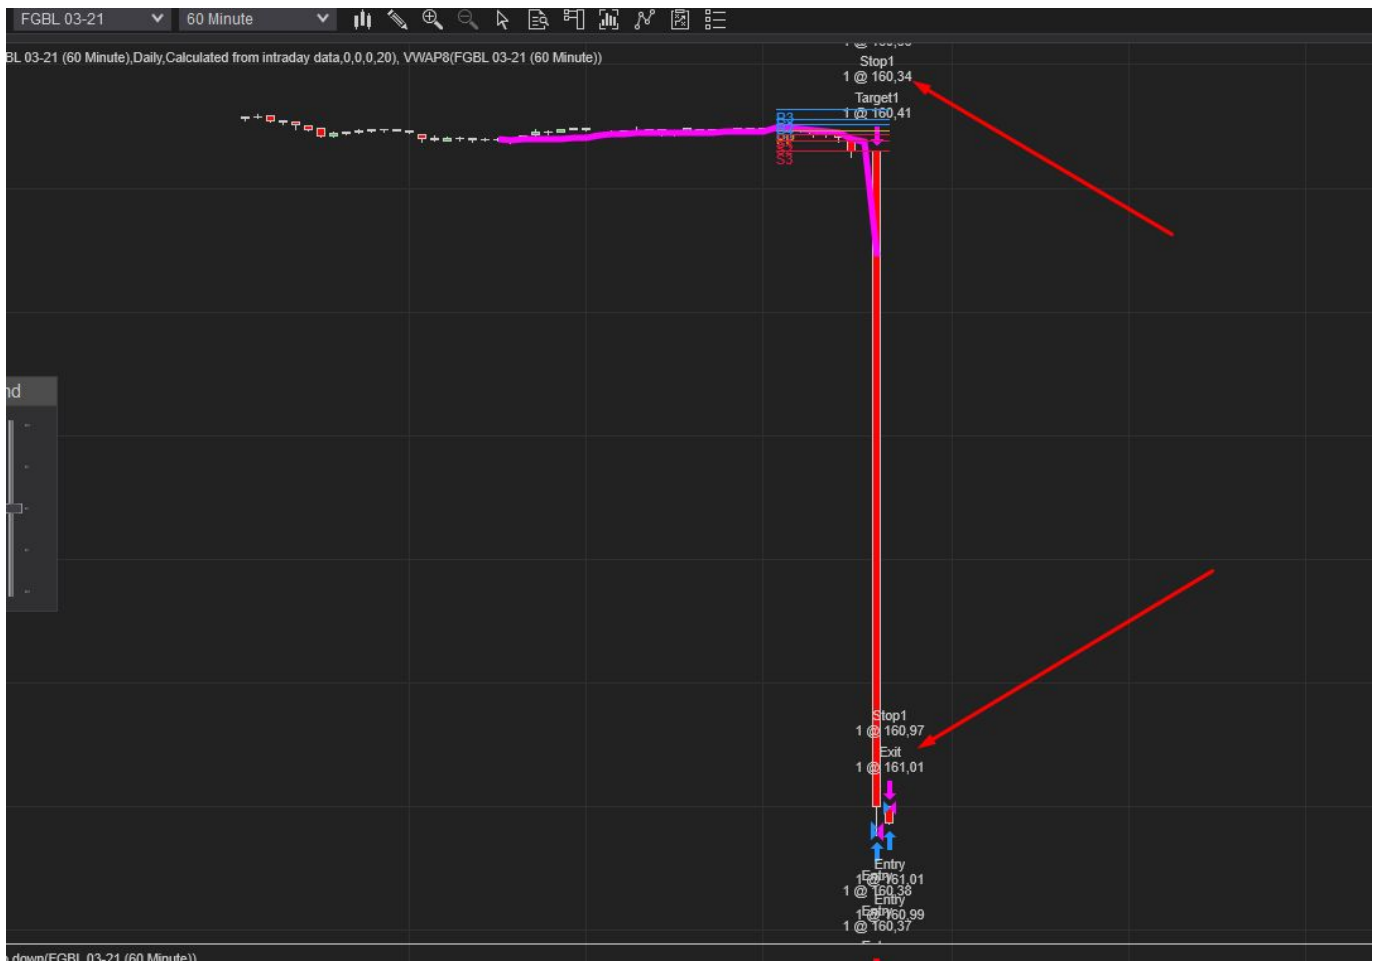 FGBL 03-21
60 Minute
BL 03-21 (60 Minute),Daily,Calculated from intraday data,0,0,0,20), VWAP8(FGBL 03-21 (60 Minute))
Stop1
1 @ 160,34
Target1
1 @ 160,41
R3
S3
nd
Stop1
1 @ 160,97
Exit
1 @ 161,01
Entry
1 @ 161,01
Entry
1 @ 160,38
Entry
1 @ 160,99
Entry
1 @ 160,37
down(FGBL 03-21 (60 Minute))